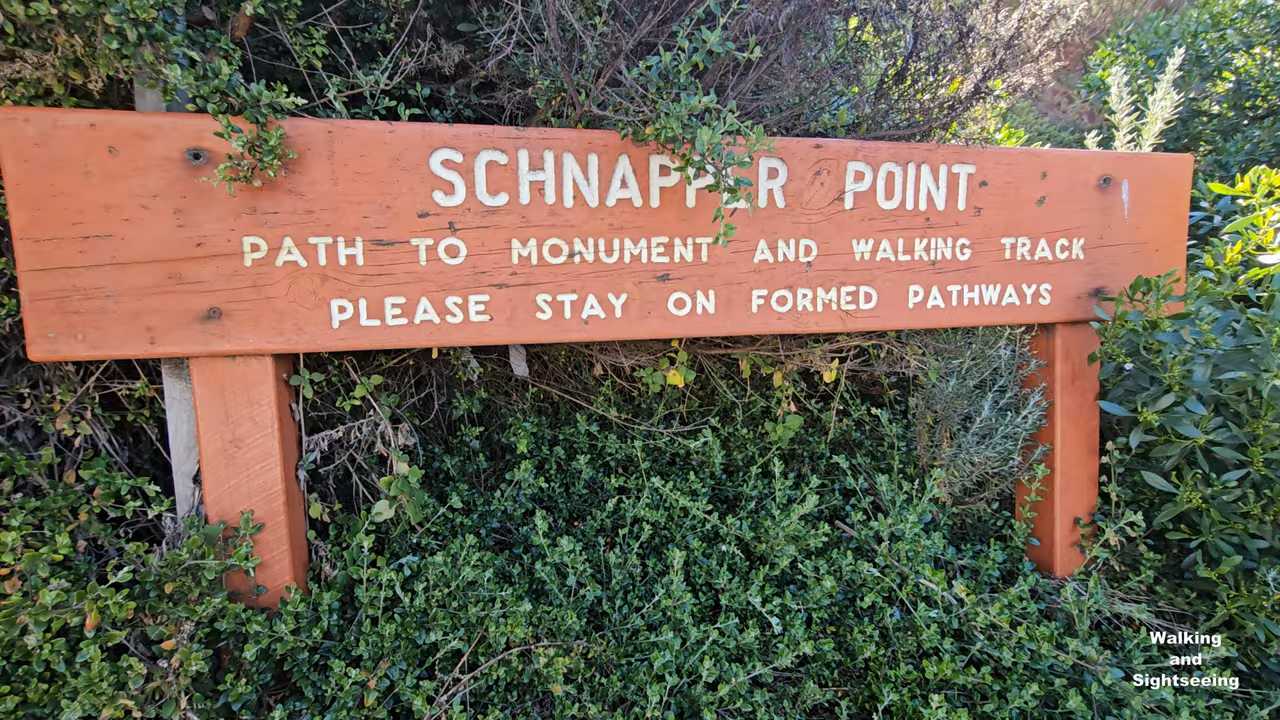 SCHNAPPER POINT
PATH TO MONUMENT AND WALKING TRACK
PLEASE STAY ON FORMED PATHWAYS
Walking
and
Sightseeing